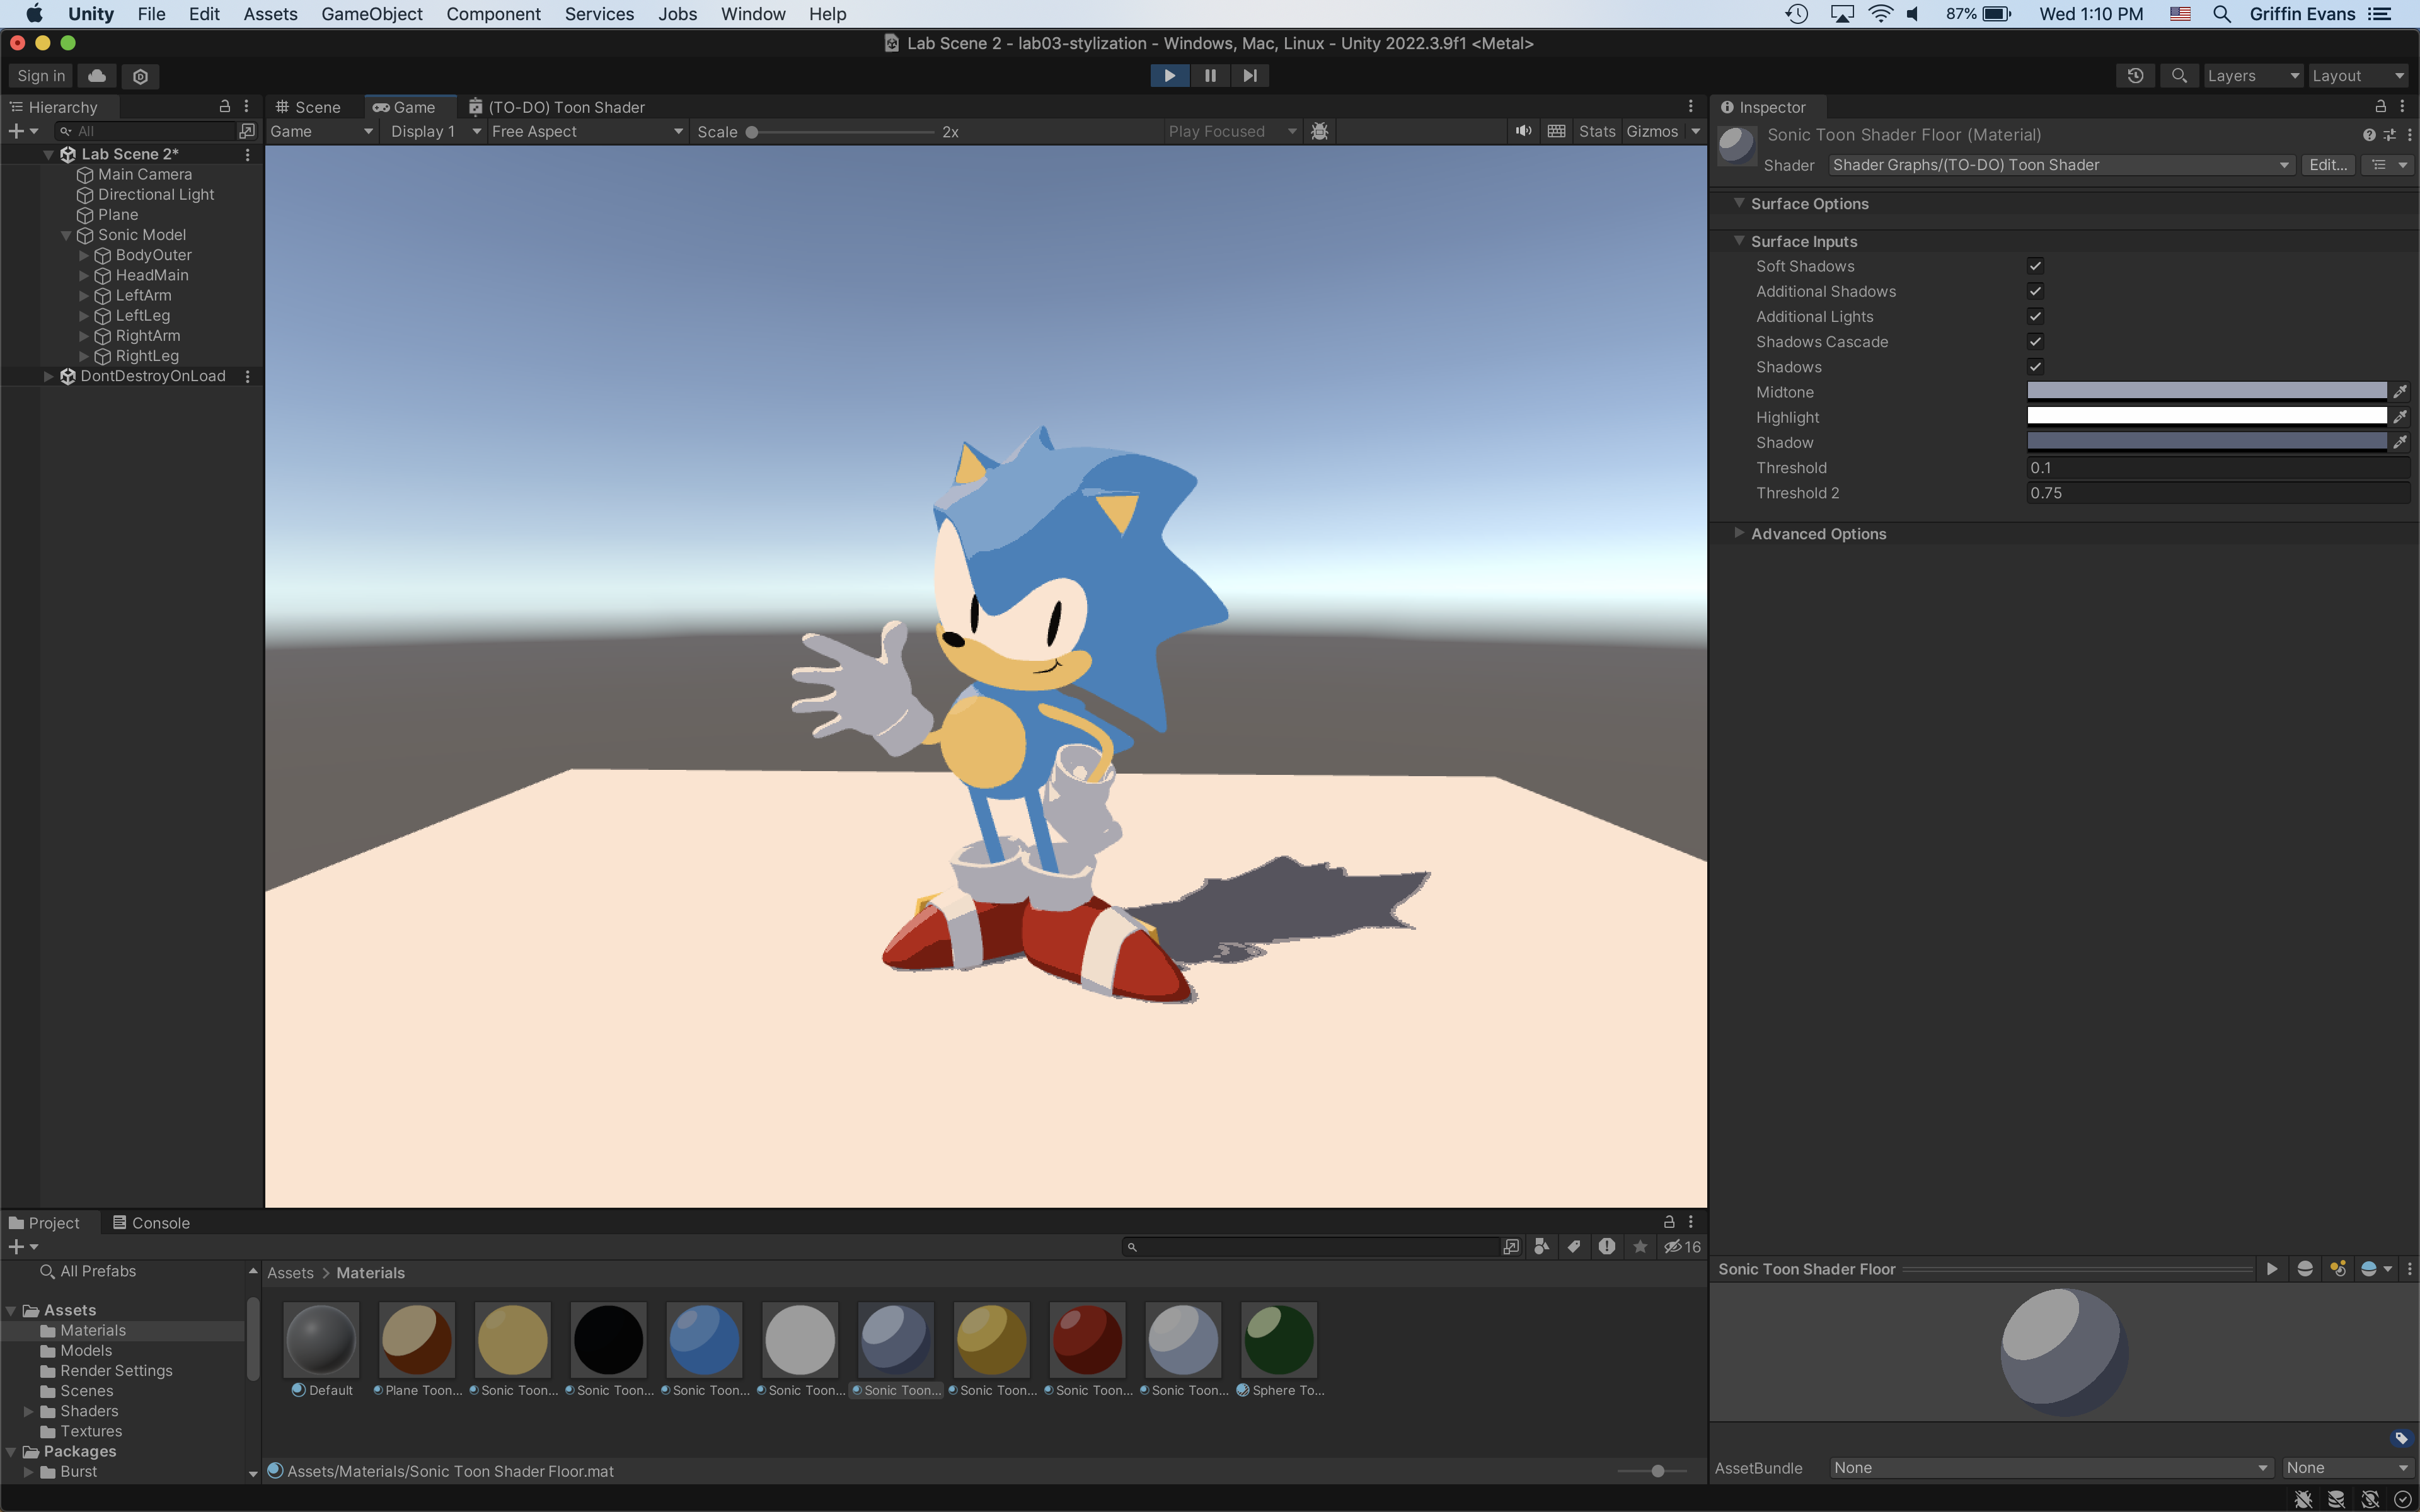 Unity File Edit Assets GameObject Component Services Jobs Window Help 87% Wed 1:10 PM Griffin Evans
Lab Scene 2 - lab03-stylization - Windows, Mac, Linux - Unity 2022.3.9f1 <Metal>
Sign in Layers Layout
Hierarchy
All
Lab Scene 2*
Main Camera
Directional Light
Plane
Sonic Model
BodyOuter
HeadMain
LeftArm
LeftLeg
RightArm
RightLeg
DontDestroyOnLoad
Scene Game (TO-DO) Toon Shader
Game Display 1 Free Aspect Scale 2x Play Focused Stats Gizmos
Inspector
Sonic Toon Shader Floor (Material)
Shader Shader Graphs/(TO-DO) Toon Shader Edit...
Surface Options
Surface Inputs
Soft Shadows
Additional Shadows
Additional Lights
Shadows Cascade
Shadows
Midtone
Highlight
Shadow
Threshold 0.1
Threshold 2 0.75
Advanced Options
Project Console
16
All Prefabs
Assets
Materials
Models
Render Settings
Scenes
Shaders
Textures
Packages
Burst
Assets > Materials
Default Plane Toon... Sonic Toon... Sonic Toon... Sonic Toon... Sonic Toon... Sonic Toon... Sonic Toon... Sonic Toon... Sonic Toon... Sphere To...
Assets/Materials/Sonic Toon Shader Floor.mat
Sonic Toon Shader Floor
AssetBundle None None